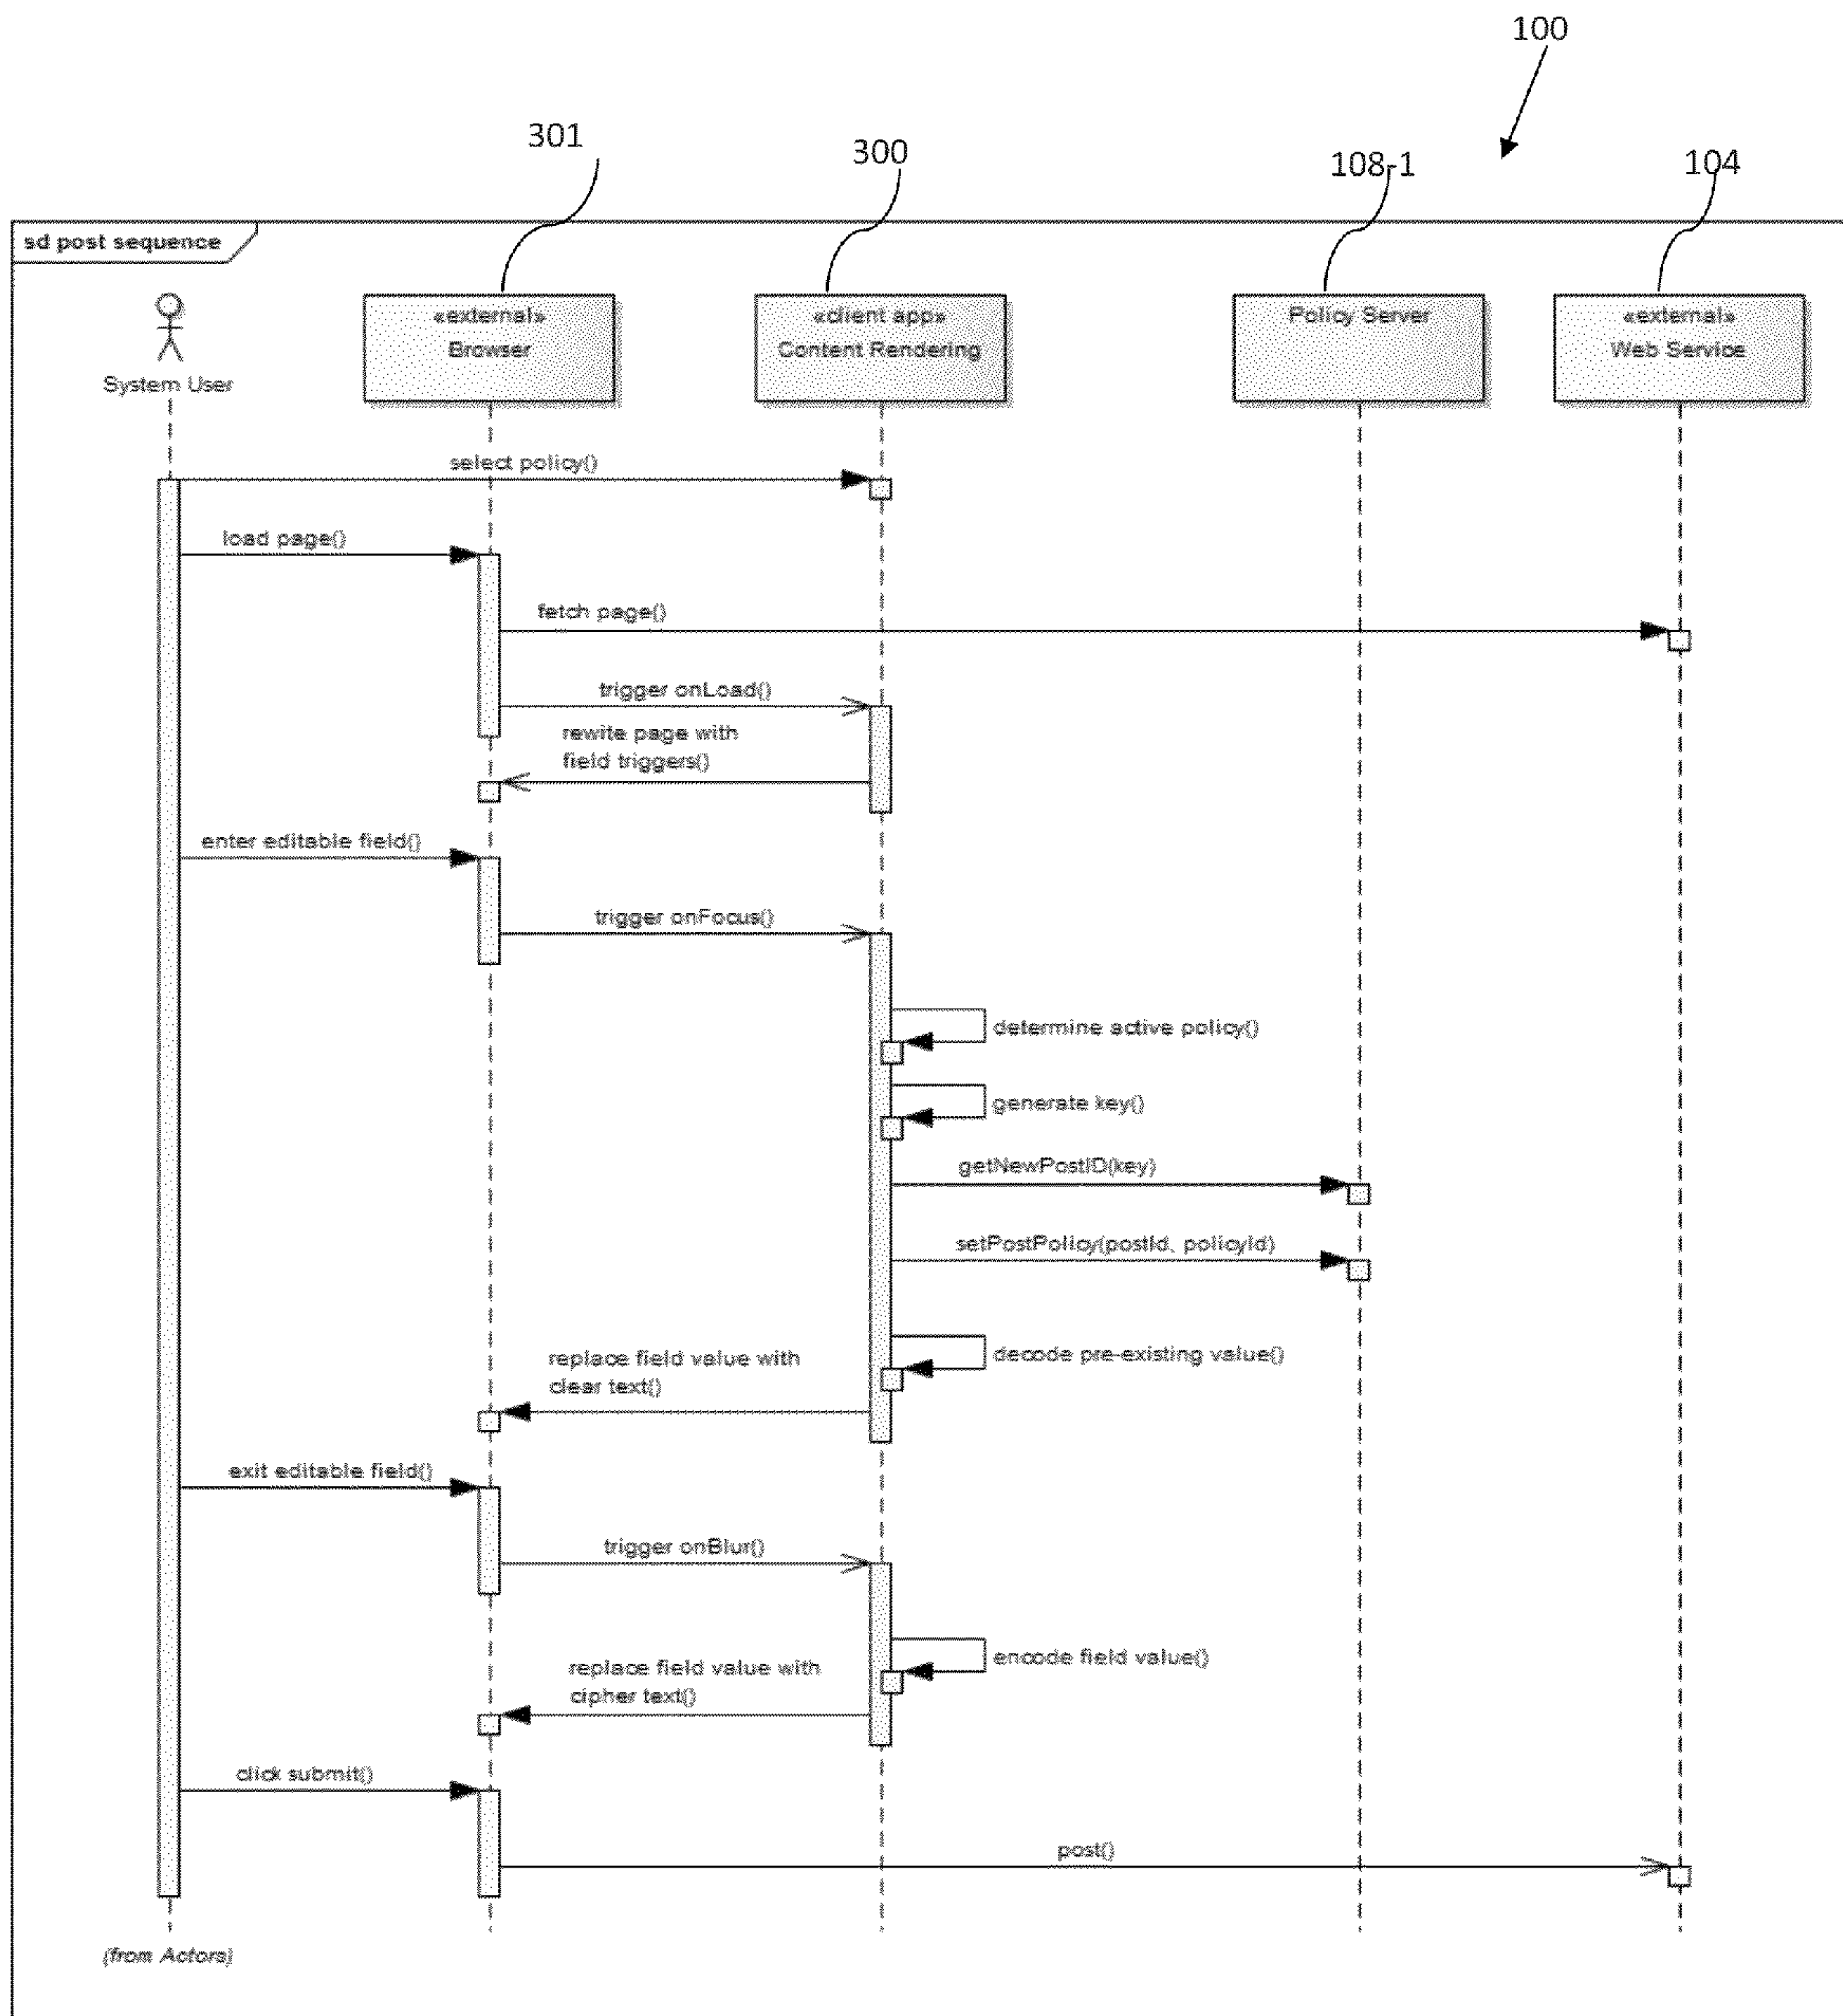 100
301
300
108-1
104
sd post sequence
«external»
Browser
«client app»
Content Rendering
Policy Server
«external»
Web Service
System User
select policy()
load page()
fetch page()
trigger onLoad()
rewite page with
field triggers()
enter editable field()
trigger onFocus()
determine active policy()
generate key()
getNewPostID(key)
setPostPolicy(postId, policyId)
decode pre-existing value()
replace field value with
clear text()
exit editable field()
trigger onBlur()
encode field value()
replace field value with
cipher text()
click submit()
post()
(from Actors)